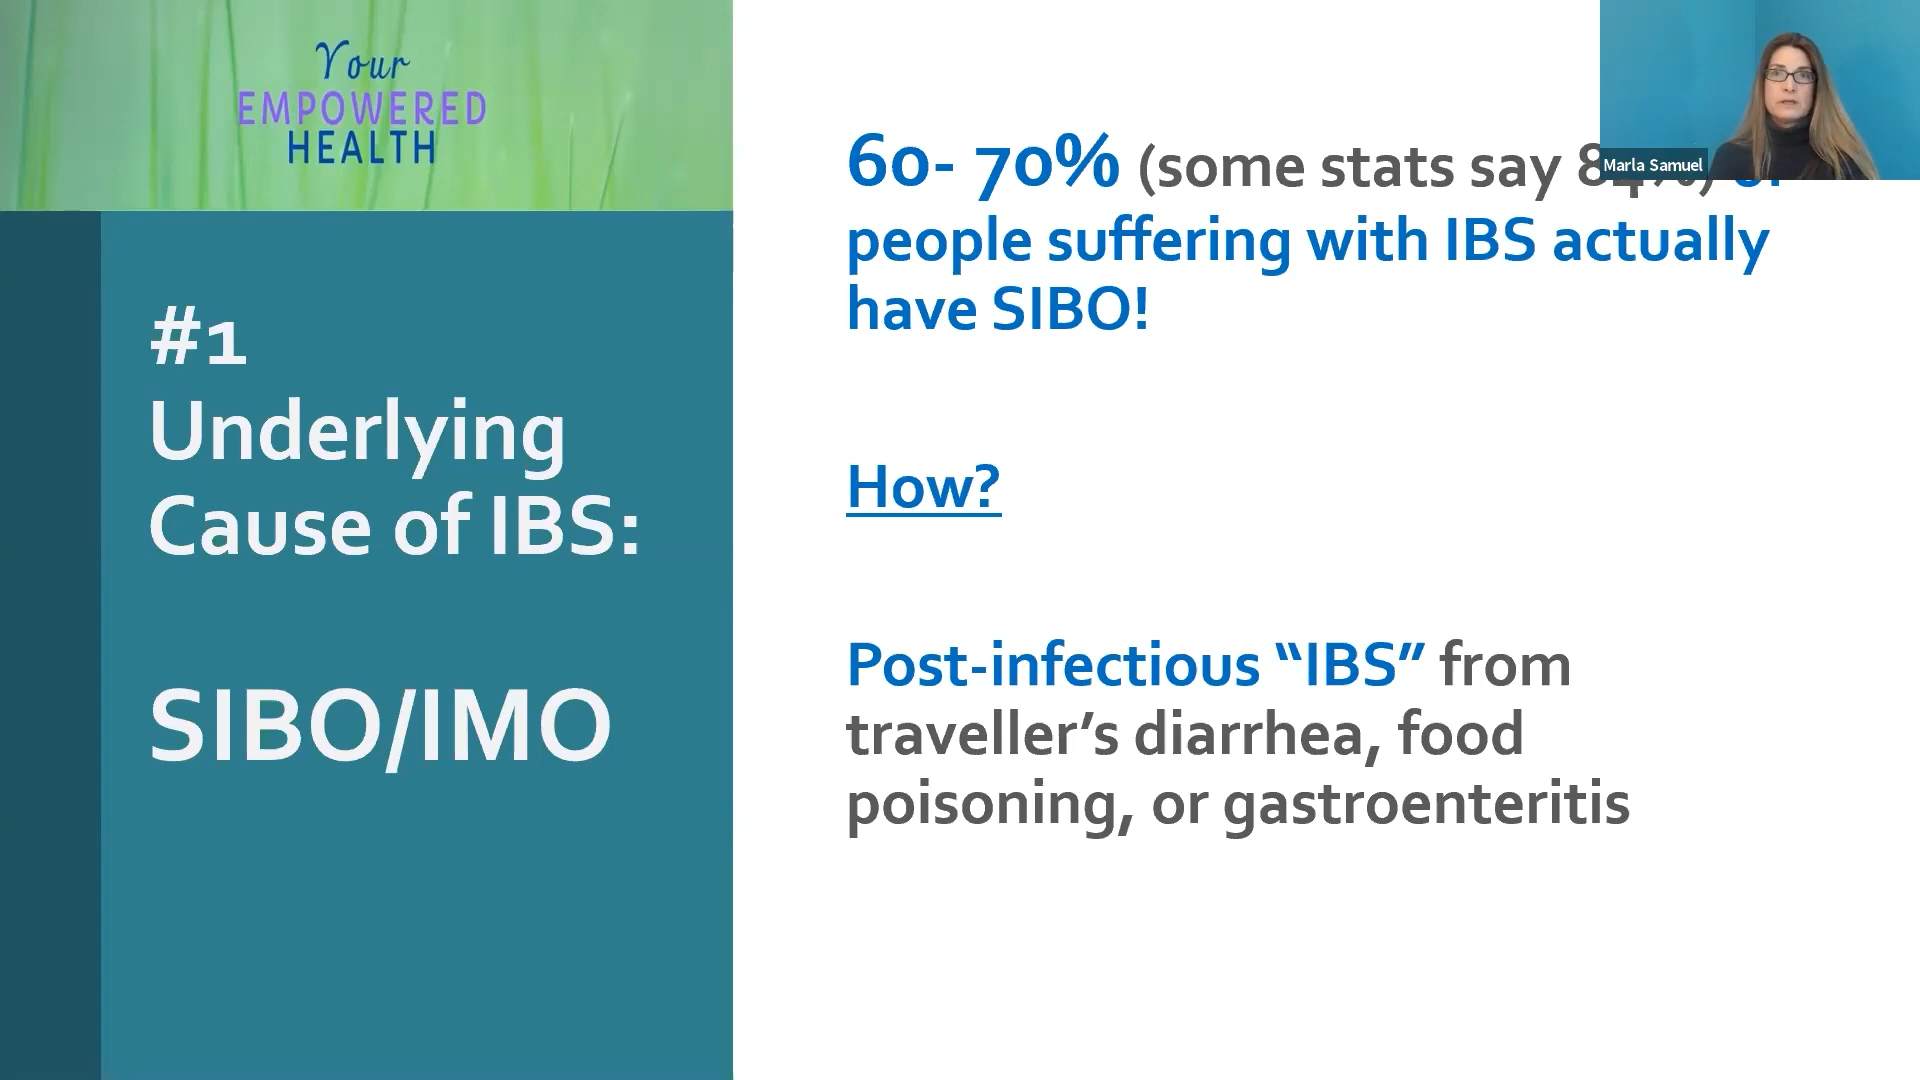 Your
EMPOWERED
HEALTH
#1
Underlying
Cause of IBS:
SIBO/IMO
60- 70% (some stats say
people suffering with IBS actually
have SIBO!
How?
Post-infectious “IBS” from
traveller’s diarrhea, food
poisoning, or gastroenteritis
Marla Samuel